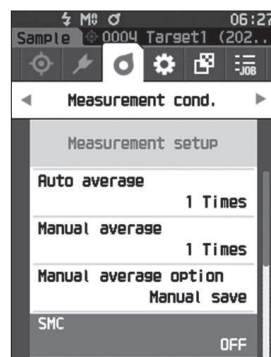 M 06:27
Sample 0004 Target1 (202..
-JOB
Measurement cond.
Measurement setup
Auto average
1 Times
Manual average
1 Times
Manual average option
Manual save
SMC
OFF